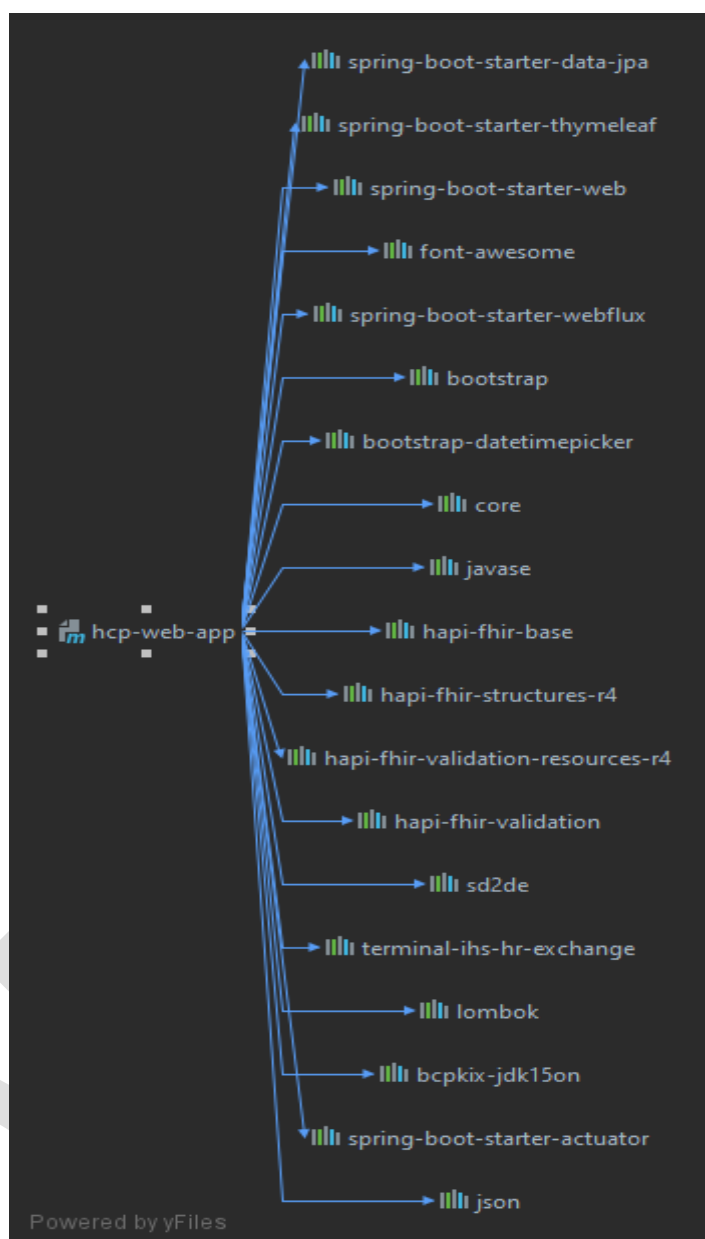 spring-boot-starter-data-jpa
spring-boot-starter-thymeleaf
spring-boot-starter-web
font-awesome
spring-boot-starter-webflux
bootstrap
bootstrap-datetimepicker
core
javase
hcp-web-app
hapi-fhir-base
hapi-fhir-structures-r4
hapi-fhir-validation-resources-r4
hapi-fhir-validation
sd2de
terminal-ihs-hr-exchange
lombok
bcpkix-jdk15on
spring-boot-starter-actuator
json
Powered by yFiles